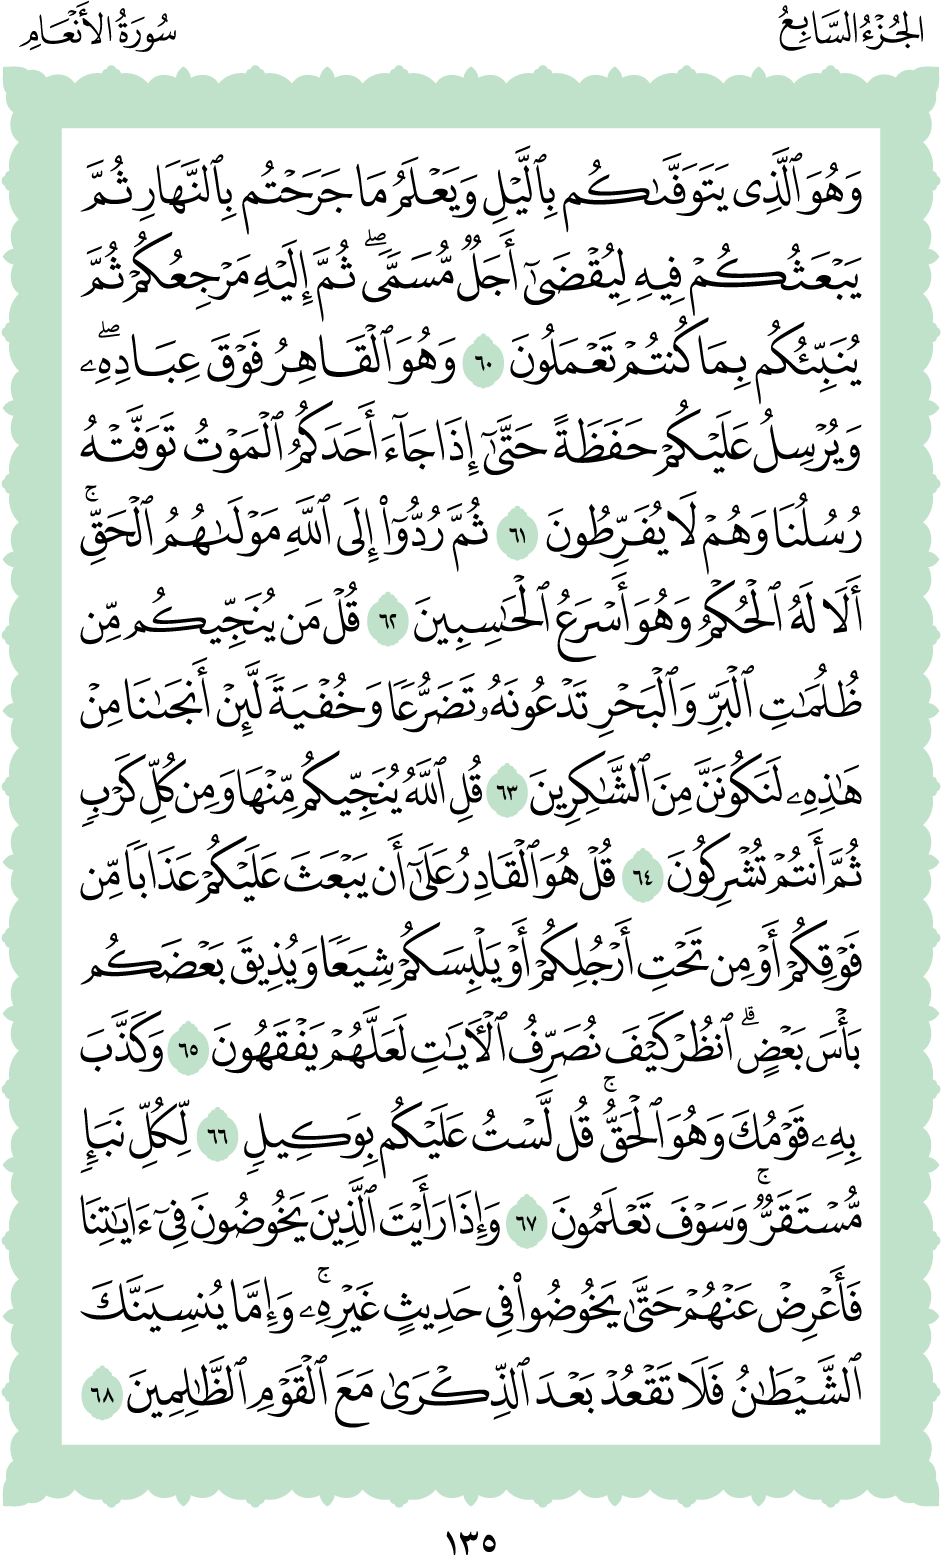 الجُزْءُ السَّابِعُ
سُورَةُ الأَنْعَامِ
وَهُوَ ٱلَّذِى يَتَوَفَّىٰكُم بِٱلَّيْلِ وَيَعْلَمُ مَا جَرَحْتُم بِٱلنَّهَارِ ثُمَّ
يَبْعَثُكُمْ فِيهِ لِيُقْضَىٰٓ أَجَلٌ مُّسَمًّى ۖ ثُمَّ إِلَيْهِ مَرْجِعُكُمْ ثُمَّ
يُنَبِّئُكُم بِمَا كُنتُمْ تَعْمَلُونَ ٦٠ وَهُوَ ٱلْقَاهِرُ فَوْقَ عِبَادِهِۦ ۖ
وَيُرْسِلُ عَلَيْكُمْ حَفَظَةً حَتَّىٰٓ إِذَا جَآءَ أَحَدَكُمُ ٱلْمَوْتُ تَوَفَّتْهُ
رُسُلُنَا وَهُمْ لَا يُفَرِّطُونَ ٦١ ثُمَّ رُدُّوٓا۟ إِلَى ٱللَّهِ مَوْلَىٰهُمُ ٱلْحَقِّ ۚ
أَلَا لَهُ ٱلْحُكْمُ وَهُوَ أَسْرَعُ ٱلْحَٰسِبِينَ ٦٢ قُلْ مَن يُنَجِّيكُم مِّن
ظُلُمَٰتِ ٱلْبَرِّ وَٱلْبَحْرِ تَدْعُونَهُۥ تَضَرُّعًا وَخُفْيَةً لَّئِنْ أَنجَىٰنَا مِنْ
هَٰذِهِۦ لَنَكُونَنَّ مِنَ ٱلشَّٰكِرِينَ ٦٣ قُلِ ٱللَّهُ يُنَجِّيكُم مِّنْهَا وَمِن كُلِّ كَرْبٍ
ثُمَّ أَنتُمْ تُشْرِكُونَ ٦٤ قُلْ هُوَ ٱلْقَادِرُ عَلَىٰٓ أَن يَبْعَثَ عَلَيْكُمْ عَذَابًا مِّن
فَوْقِكُمْ أَوْ مِن تَحْتِ أَرْجُلِكُمْ أَوْ يَلْبِسَكُمْ شِيَعًا وَيُذِيقَ بَعْضَكُم
بَأْسَ بَعْضٍ ۗ ٱنظُرْ كَيْفَ نُصَرِّفُ ٱلْـَٔايَٰتِ لَعَلَّهُمْ يَفْقَهُونَ ٦٥ وَكَذَّبَ
بِهِۦ قَوْمُكَ وَهُوَ ٱلْحَقُّ ۚ قُل لَّسْتُ عَلَيْكُم بِوَكِيلٍ ٦٦ لِّكُلِّ نَبَإٍ
مُّسْتَقَرٌّ ۚ وَسَوْفَ تَعْلَمُونَ ٦٧ وَإِذَا رَأَيْتَ ٱلَّذِينَ يَخُوضُونَ فِىٓ ءَايَٰتِنَا
فَأَعْرِضْ عَنْهُمْ حَتَّىٰ يَخُوضُوا۟ فِى حَدِيثٍ غَيْرِهِۦ ۚ وَإِمَّا يُنسِيَنَّكَ
ٱلشَّيْطَٰنُ فَلَا تَقْعُدْ بَعْدَ ٱلذِّكْرَىٰ مَعَ ٱلْقَوْمِ ٱلظَّٰلِمِينَ ٦٨
١٣٥